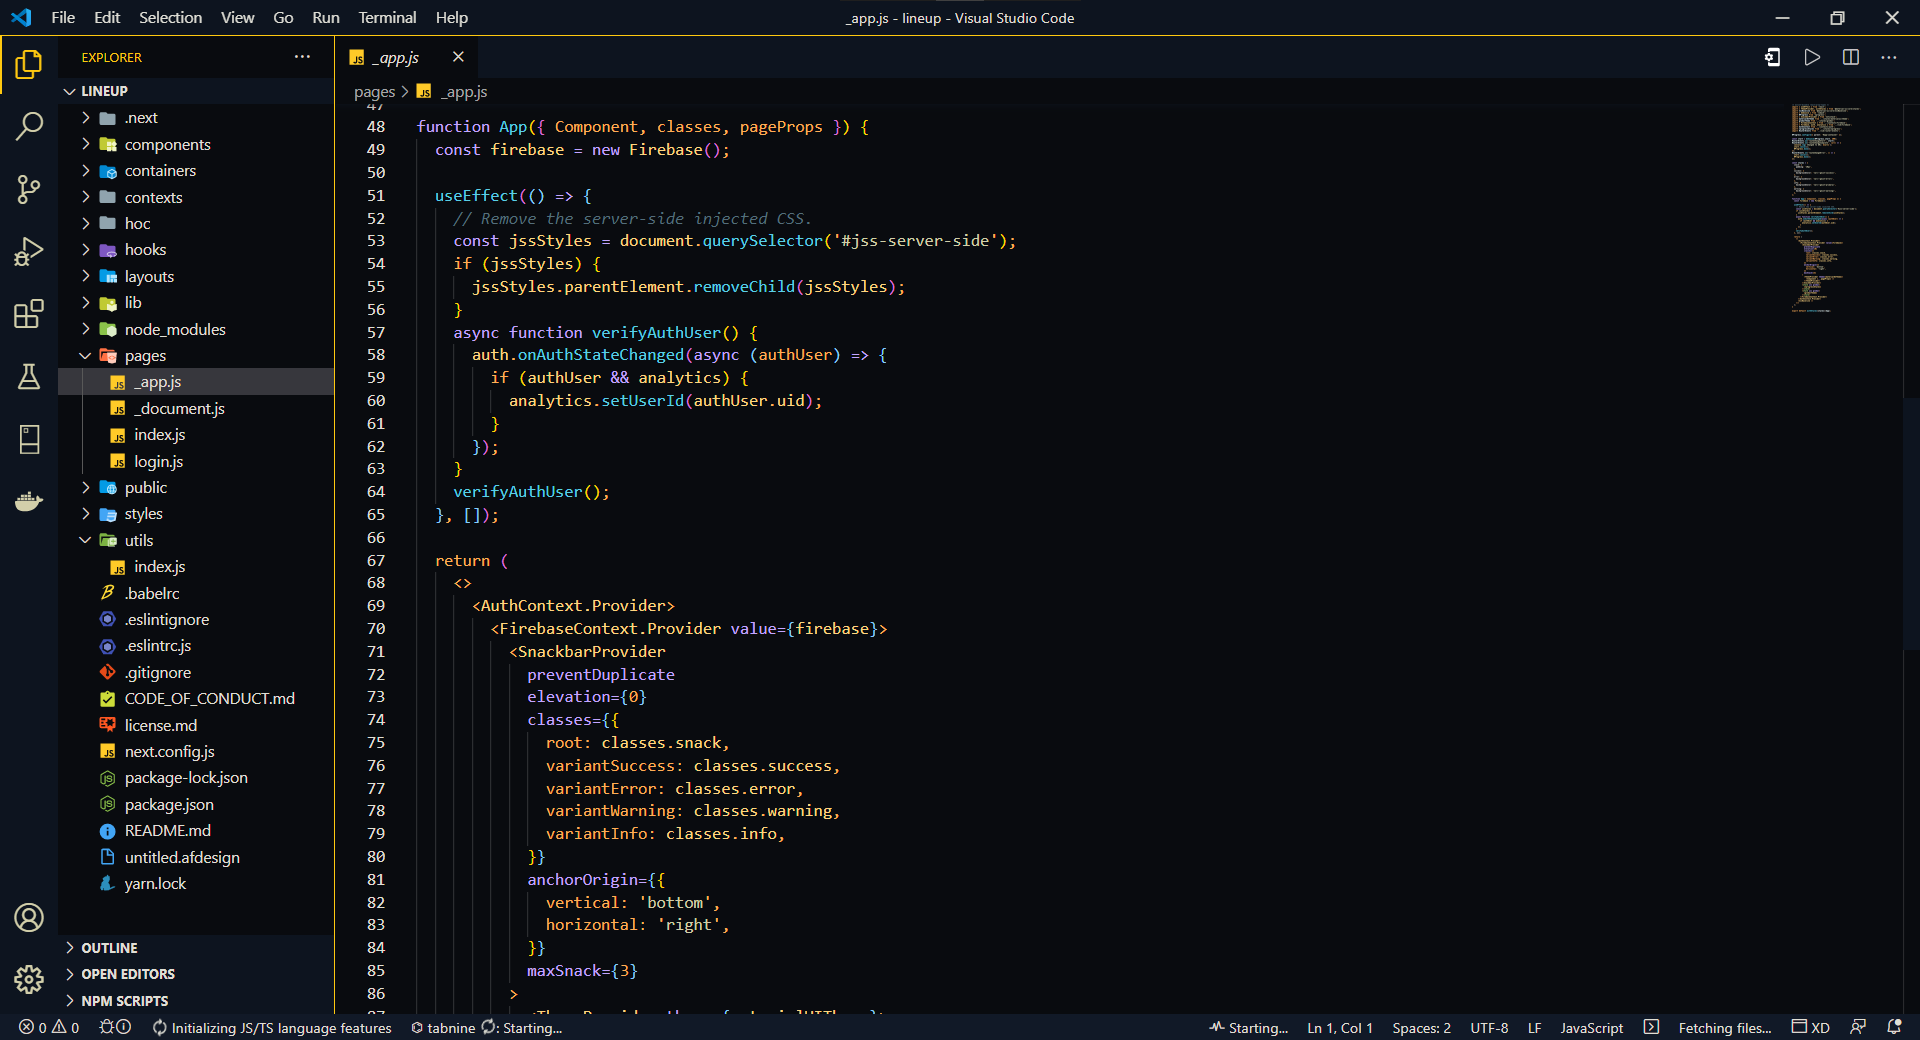 File Edit Selection View Go Run Terminal Help
_app.js - lineup - Visual Studio Code
EXPLORER
LINEUP
.next
components
containers
contexts
hoc
hooks
layouts
lib
node_modules
pages
_app.js
_document.js
index.js
login.js
public
styles
utils
index.js
.babelrc
.eslintignore
.eslintrc.js
.gitignore
CODE_OF_CONDUCT.md
license.md
next.config.js
package-lock.json
package.json
README.md
untitled.afdesign
yarn.lock
OUTLINE
OPEN EDITORS
NPM SCRIPTS
JS _app.js
pages > JS _app.js
47
48 function App({ Component, classes, pageProps }) {
49 const firebase = new Firebase();
50
51 useEffect(() => {
52 // Remove the server-side injected CSS.
53 const jssStyles = document.querySelector('#jss-server-side');
54 if (jssStyles) {
55 jssStyles.parentElement.removeChild(jssStyles);
56 }
57 async function verifyAuthUser() {
58 auth.onAuthStateChanged(async (authUser) => {
59 if (authUser && analytics) {
60 analytics.setUserId(authUser.uid);
61 }
62 });
63 }
64 verifyAuthUser();
65 }, []);
66
67 return (
68 <>
69 <AuthContext.Provider>
70 <FirebaseContext.Provider value={firebase}>
71 <SnackbarProvider
72 preventDuplicate
73 elevation={0}
74 classes={{
75 root: classes.snack,
76 variantSuccess: classes.success,
77 variantError: classes.error,
78 variantWarning: classes.warning,
79 variantInfo: classes.info,
80 }}
81 anchorOrigin={{
82 vertical: 'bottom',
83 horizontal: 'right',
84 }}
85 maxSnack={3}
86 >
0 0 Initializing JS/TS language features tabnine : Starting... Starting... Ln 1, Col 1 Spaces: 2 UTF-8 LF JavaScript Fetching files... XD